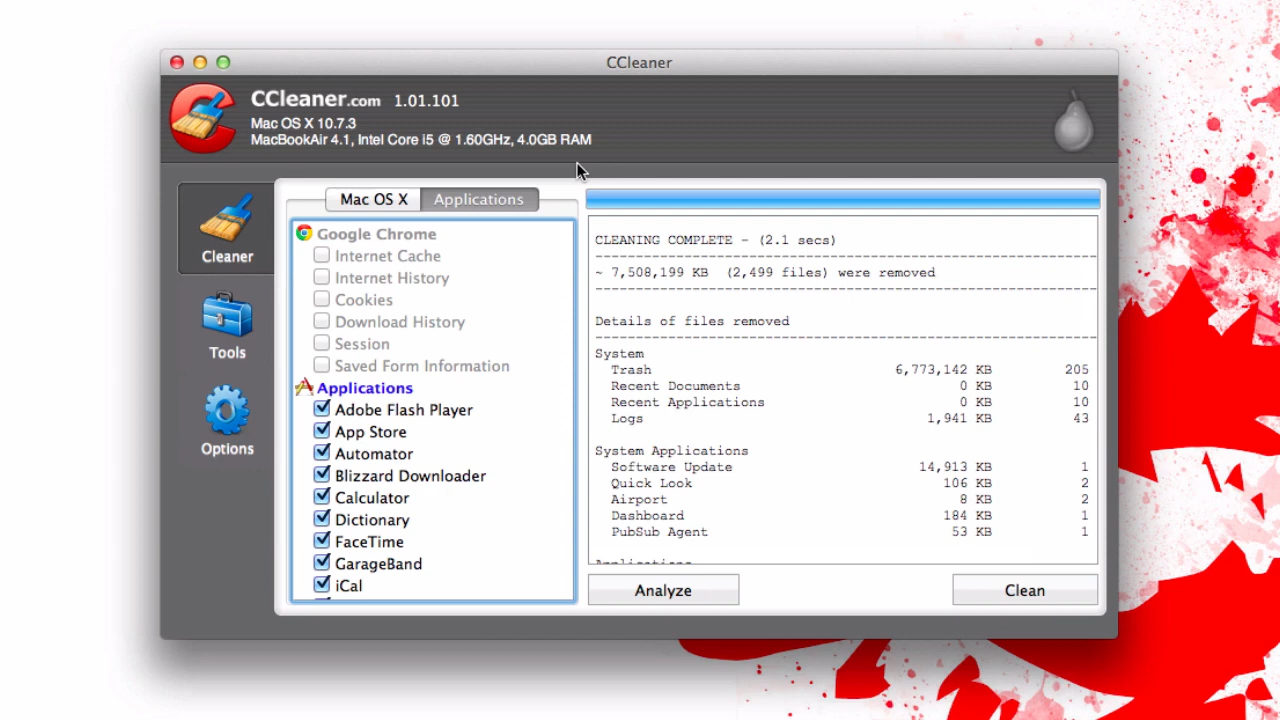 CCleaner
CCleaner.com 1.01.101
Mac OS X 10.7.3
MacBookAir 4.1, Intel Core i5 @ 1.60GHz, 4.0GB RAM
Cleaner
Tools
Options
Mac OS X Applications
Google Chrome
Internet Cache
Internet History
Cookies
Download History
Session
Saved Form Information
Applications
Adobe Flash Player
App Store
Automator
Blizzard Downloader
Calculator
Dictionary
FaceTime
GarageBand
iCal
CLEANING COMPLETE - (2.1 secs)
~ 7,508,199 KB (2,499 files) were removed
Details of files removed
System
Trash 6,773,142 KB 205
Recent Documents 0 KB 10
Recent Applications 0 KB 10
Logs 1,941 KB 43
System Applications
Software Update 14,913 KB 1
Quick Look 106 KB 2
Airport 8 KB 2
Dashboard 184 KB 1
PubSub Agent 53 KB 1
Applications
Analyze
Clean